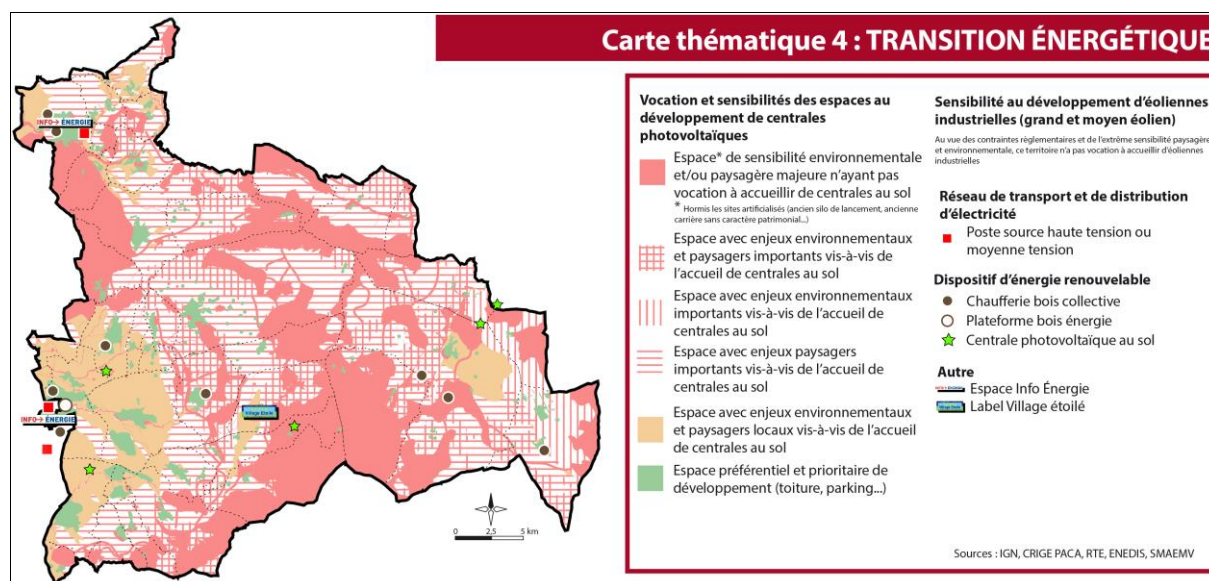 Carte thématique 4 : TRANSITION ÉNERGÉTIQUE
Vocation et sensibilités des espaces au
développement de centrales
photovoltaïques
Espace* de sensibilité environnementale
et/ou paysagère majeure n'ayant pas
vocation à accueillir de centrales au sol
* Hormis les sites artificialisés (ancien silo de lancement, ancienne
carrière sans caractère patrimonial...)
Espace avec enjeux environnementaux
et paysagers importants vis-à-vis de
l'accueil de centrales au sol
Espace avec enjeux environnementaux
importants vis-à-vis de l'accueil de
centrales au sol
Espace avec enjeux paysagers
importants vis-à-vis de l'accueil de
centrales au sol
Espace avec enjeux environnementaux
et paysagers locaux vis-à-vis de l'accueil
de centrales au sol
Espace préférentiel et prioritaire de
développement (toiture, parking...)
Sensibilité au développement d'éoliennes
industrielles (grand et moyen éolien)
Au vue des contraintes règlementaires et de l'extrême sensibilité paysagère
et environnementale, ce territoire n'a pas vocation à accueillir d'éoliennes
industrielles
Réseau de transport et de distribution
d'électricité
Poste source haute tension ou
moyenne tension
Dispositif d'énergie renouvelable
Chaufferie bois collective
Plateforme bois énergie
Centrale photovoltaïque au sol
Autre
INFO→ ÉNERGIE Espace Info Énergie
Village Etoilé Label Village étoilé
Sources : IGN, CRIGE PACA, RTE, ENEDIS, SMAEMV
INFO→ ÉNERGIE
INFO→ ÉNERGIE
Village Etoilé
0 2,5 5 km